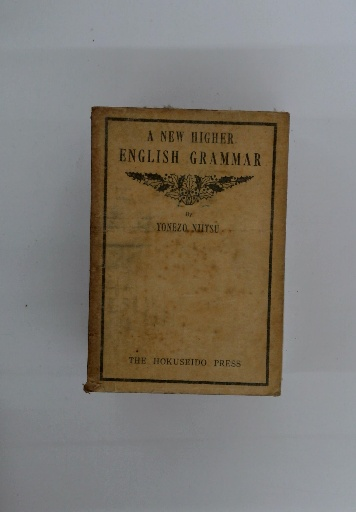 A NEW HIGHER
ENGLISH GRAMMAR
BY
YONEZO NIITSU
THE HOKUSEIDO PRESS